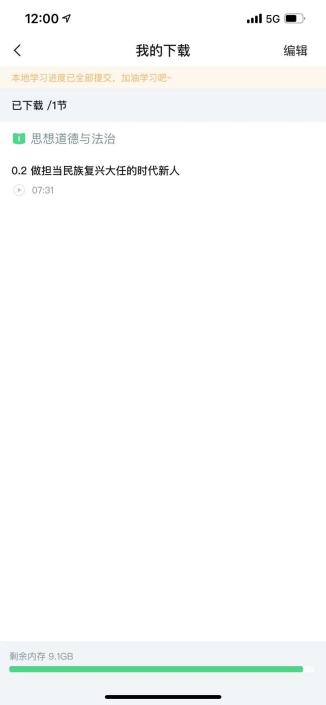 12:00
5G
我的下载
编辑
本地学习进度已全部提交，加油学习吧~
已下载 /1节
1 思想道德与法治
0.2 做担当民族复兴大任的时代新人
07:31
剩余内存 9.1GB